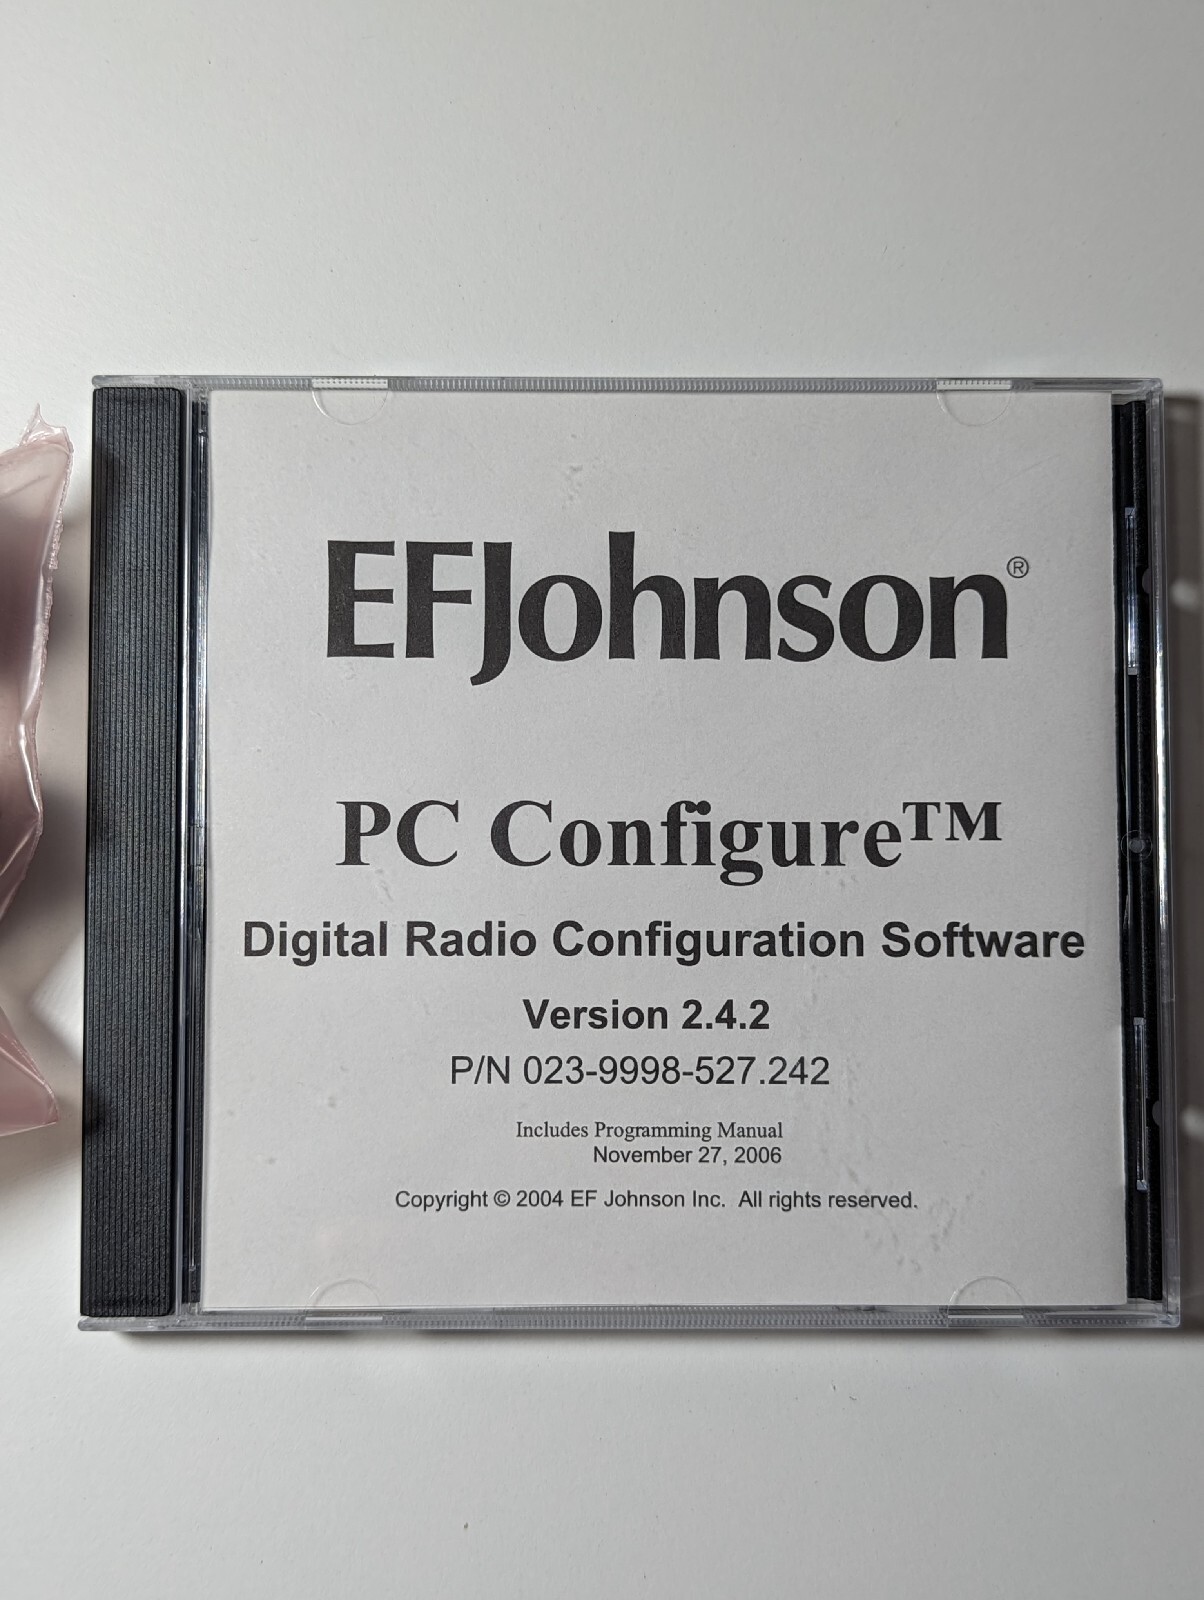 EFJohnson®
PC Configure™
Digital Radio Configuration Software
Version 2.4.2
P/N 023-9998-527.242
Includes Programming Manual
November 27, 2006
Copyright © 2004 EF Johnson Inc. All rights reserved.